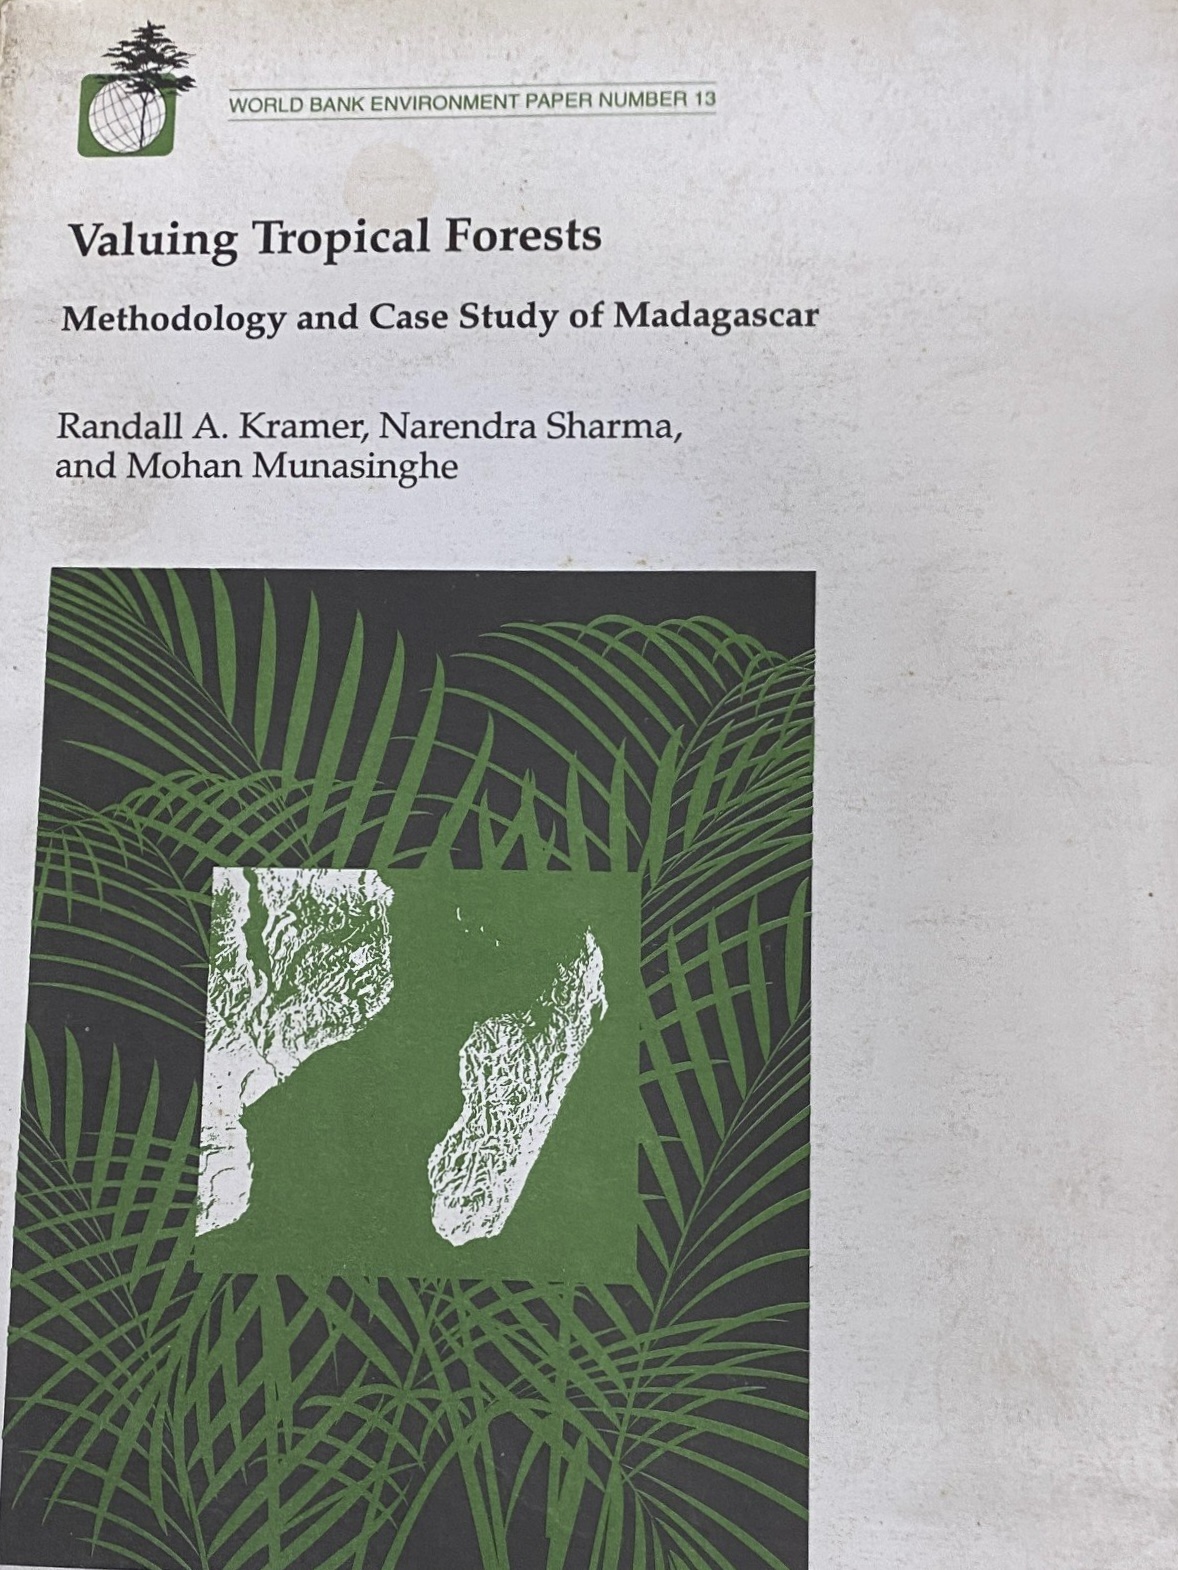 WORLD BANK ENVIRONMENT PAPER NUMBER 13
Valuing Tropical Forests
Methodology and Case Study of Madagascar
Randall A. Kramer, Narendra Sharma,
and Mohan Munasinghe